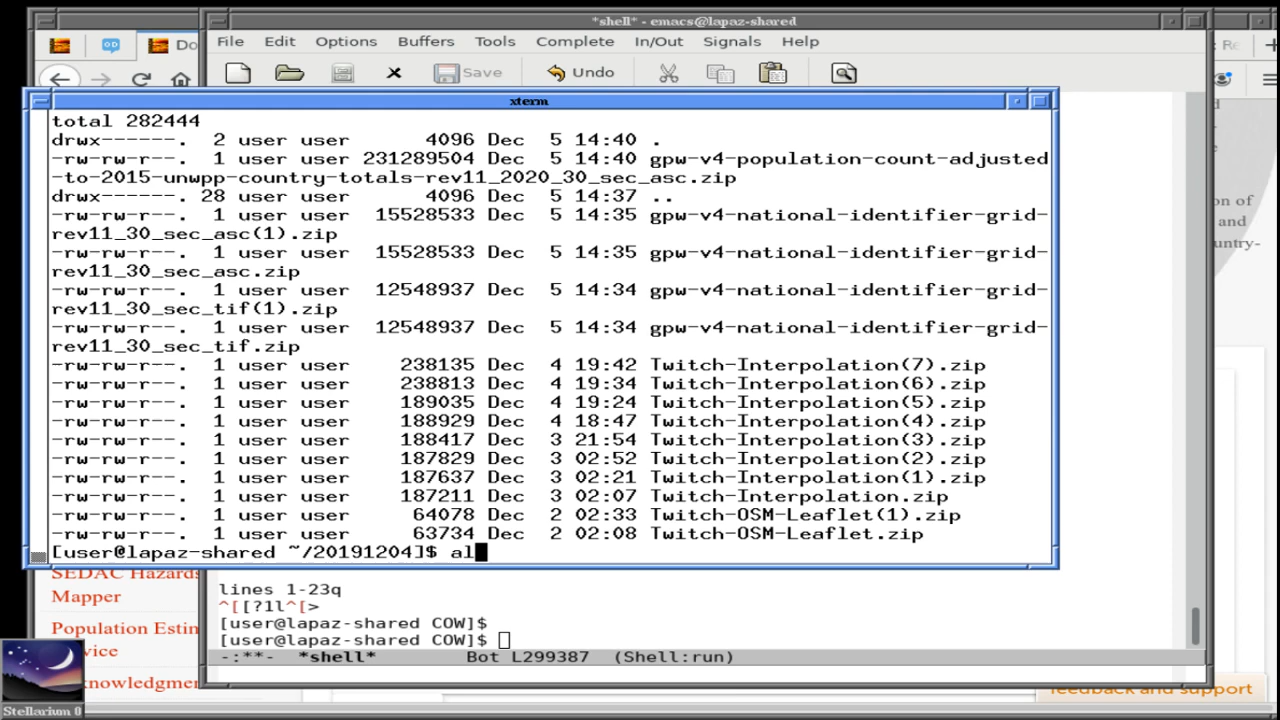 *shell* - emacs@lapaz-shared
File Edit Options Buffers Tools Complete In/Out Signals Help
Save Undo
xterm
total 282444
drwx------. 2 user user 4096 Dec 5 14:40 .
-rw-rw-r--. 1 user user 231289504 Dec 5 14:40 gpw-v4-population-count-adjusted
-to-2015-unwpp-country-totals-rev11_2020_30_sec_asc.zip
drwx------. 28 user user 4096 Dec 5 14:37 ..
-rw-rw-r--. 1 user user 15528533 Dec 5 14:35 gpw-v4-national-identifier-grid-
rev11_30_sec_asc(1).zip
-rw-rw-r--. 1 user user 15528533 Dec 5 14:35 gpw-v4-national-identifier-grid-
rev11_30_sec_asc.zip
-rw-rw-r--. 1 user user 12548937 Dec 5 14:34 gpw-v4-national-identifier-grid-
rev11_30_sec_tif(1).zip
-rw-rw-r--. 1 user user 12548937 Dec 5 14:34 gpw-v4-national-identifier-grid-
rev11_30_sec_tif.zip
-rw-rw-r--. 1 user user 238135 Dec 4 19:42 Twitch-Interpolation(7).zip
-rw-rw-r--. 1 user user 238813 Dec 4 19:34 Twitch-Interpolation(6).zip
-rw-rw-r--. 1 user user 189035 Dec 4 19:24 Twitch-Interpolation(5).zip
-rw-rw-r--. 1 user user 188929 Dec 4 18:47 Twitch-Interpolation(4).zip
-rw-rw-r--. 1 user user 188417 Dec 3 21:54 Twitch-Interpolation(3).zip
-rw-rw-r--. 1 user user 187829 Dec 3 02:52 Twitch-Interpolation(2).zip
-rw-rw-r--. 1 user user 187637 Dec 3 02:21 Twitch-Interpolation(1).zip
-rw-rw-r--. 1 user user 187211 Dec 3 02:07 Twitch-Interpolation.zip
-rw-rw-r--. 1 user user 64078 Dec 2 02:33 Twitch-OSM-Leaflet(1).zip
-rw-rw-r--. 1 user user 63734 Dec 2 02:08 Twitch-OSM-Leaflet.zip
[user@lapaz-shared ~/20191204]$ al
lines 1-23q
^[[?1l^[>
[user@lapaz-shared COW]$
[user@lapaz-shared COW]$
-:**- *shell* Bot L299387 (Shell:run)
Do
on of
and
untry-
SEDAC Hazards
Mapper
Population Estin
vice
knowledgmer
feedback and support
Stellarium 0